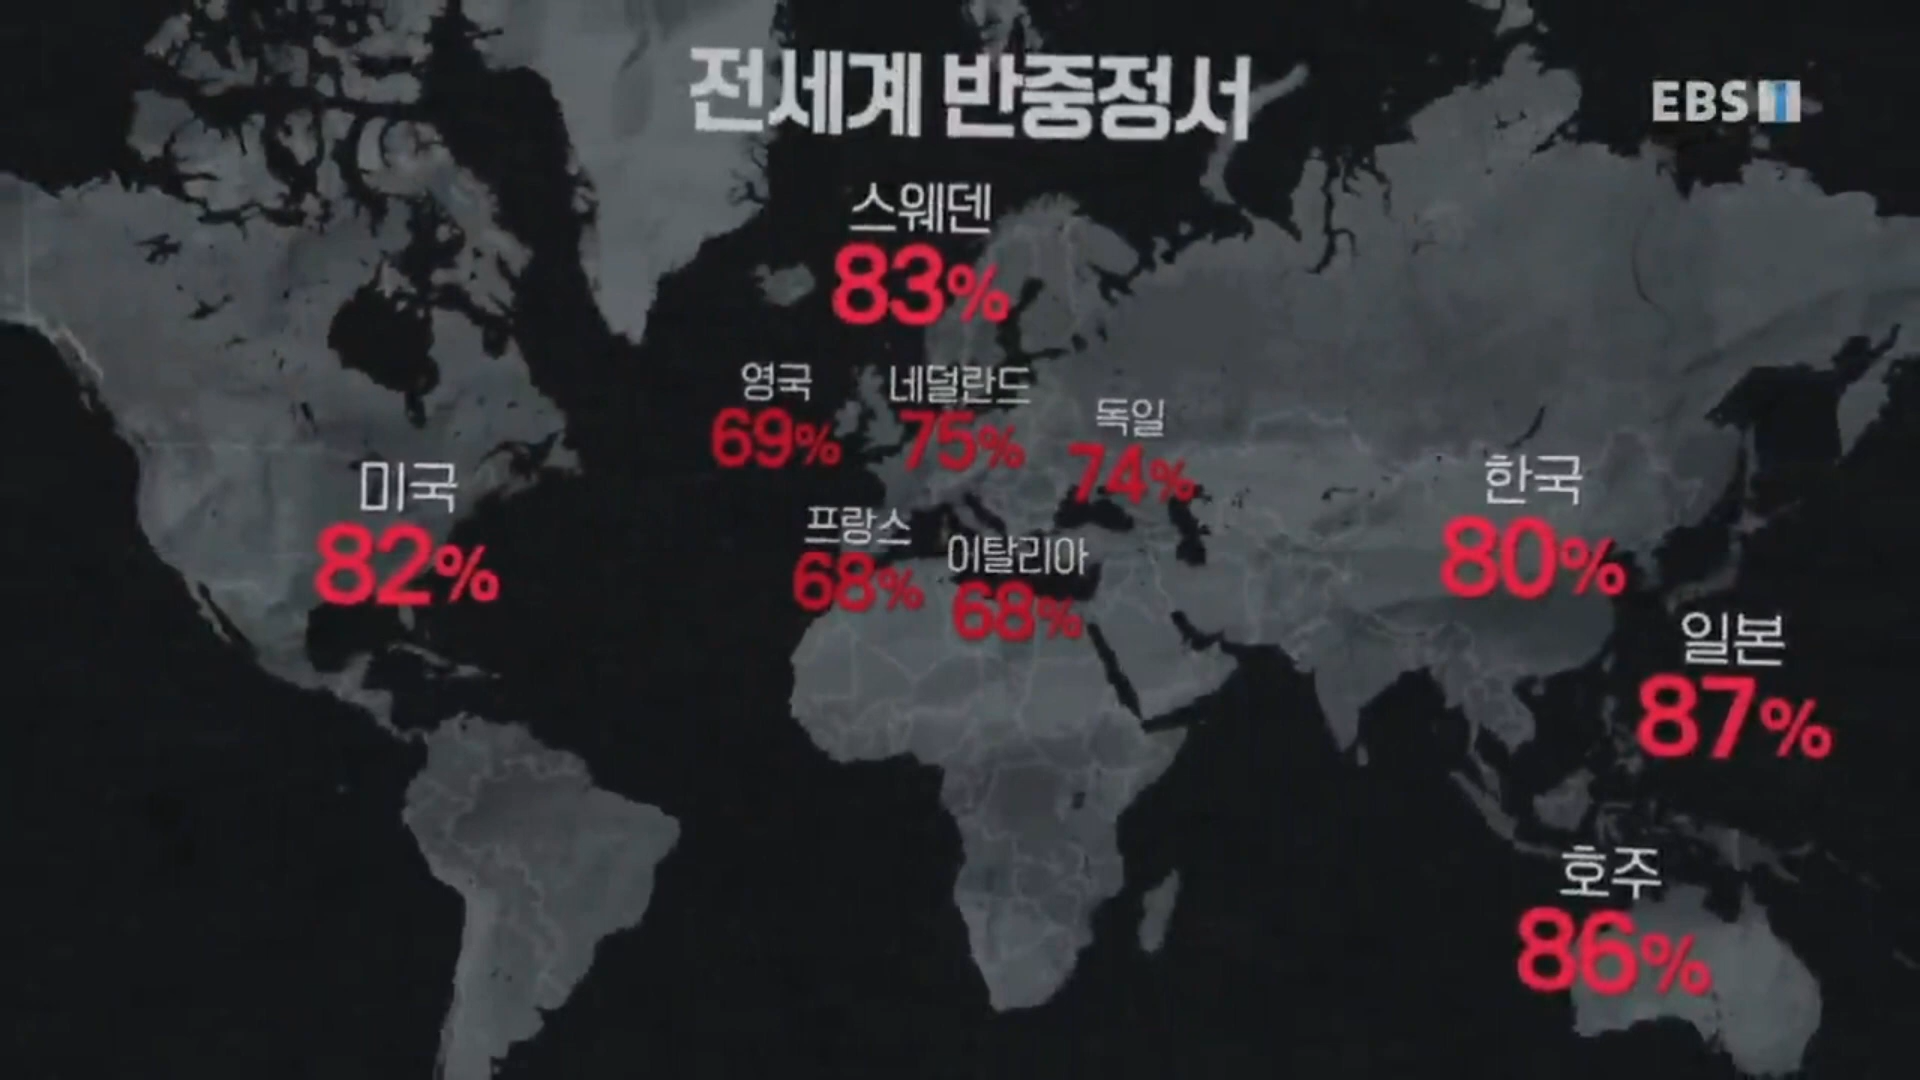 전세계 반중정서
EBS1
스웨덴
83%
영국
69%
네덜란드
75%
독일
74%
미국
82%
프랑스
68%
이탈리아
68%
한국
80%
일본
87%
호주
86%